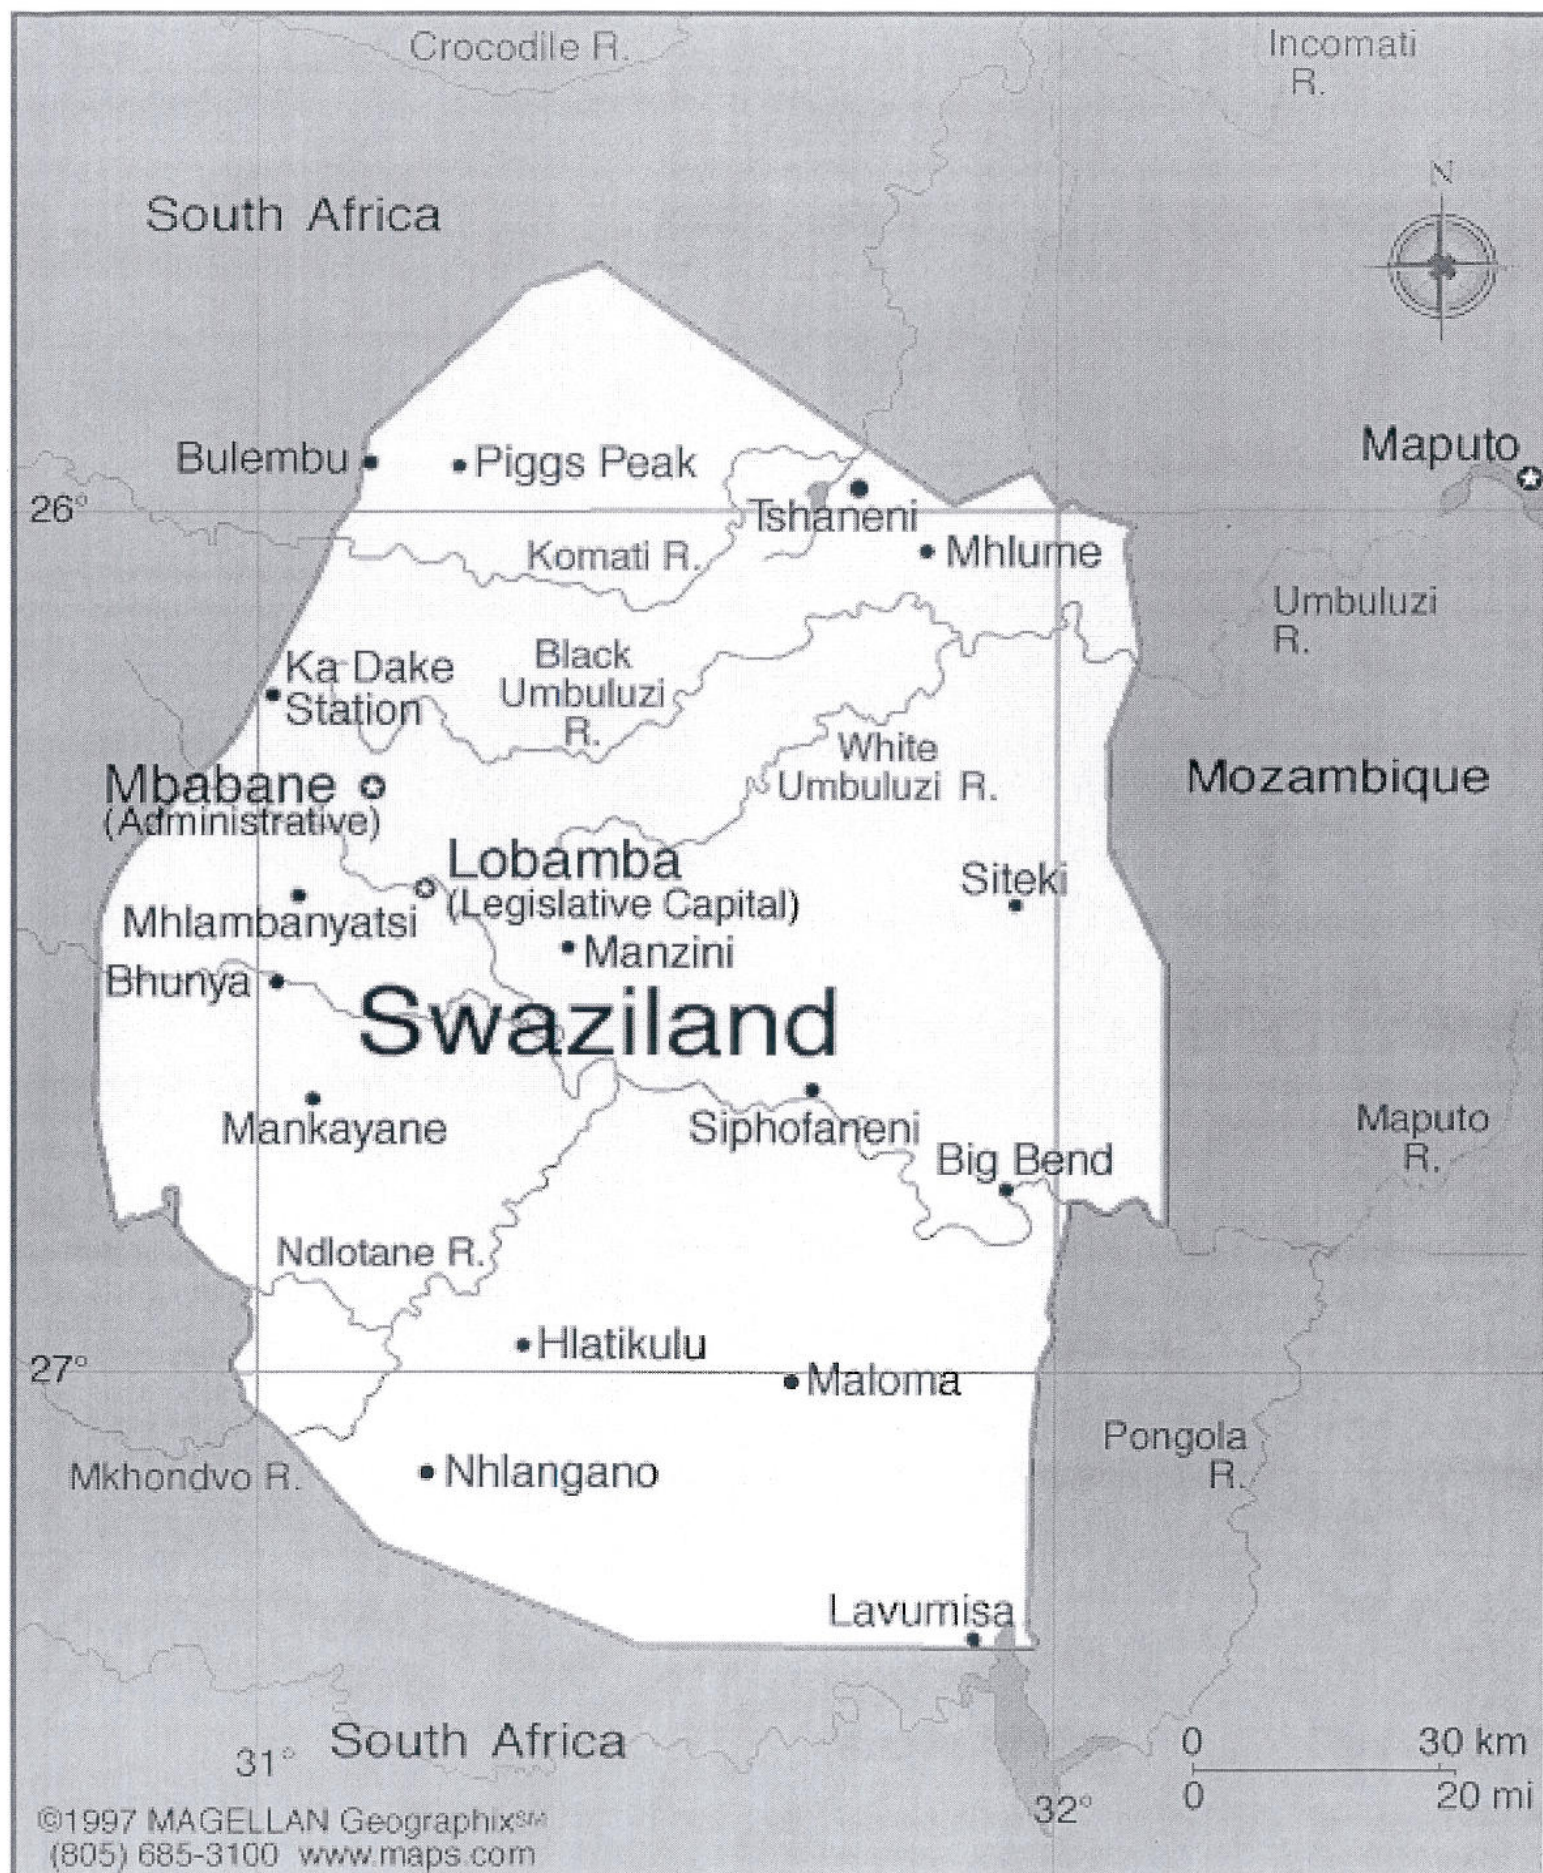 Crocodile R.
Incomati
R.
N
South Africa
Bulembu
Piggs Peak
Maputo
26°
Tshaneni
Komati R.
Mhlume
Umbuluzi
R.
Ka Dake
Station
Black
Umbuluzi
R.
White
Umbuluzi R.
Mozambique
Mbabane
(Administrative)
Lobamba
(Legislative Capital)
Siteki
Mhlambanyatsi
Manzini
Bhunya
Swaziland
Mankayane
Siphofaneni
Maputo
R.
Big Bend
Ndlotane R.
Hlatikulu
27°
Maloma
Pongola
R.
Mkhondvo R.
Nhlangano
Lavumisa
South Africa
31°
0 30 km
0 20 mi
32°
©1997 MAGELLAN Geographix℠
(805) 685-3100 www.maps.com